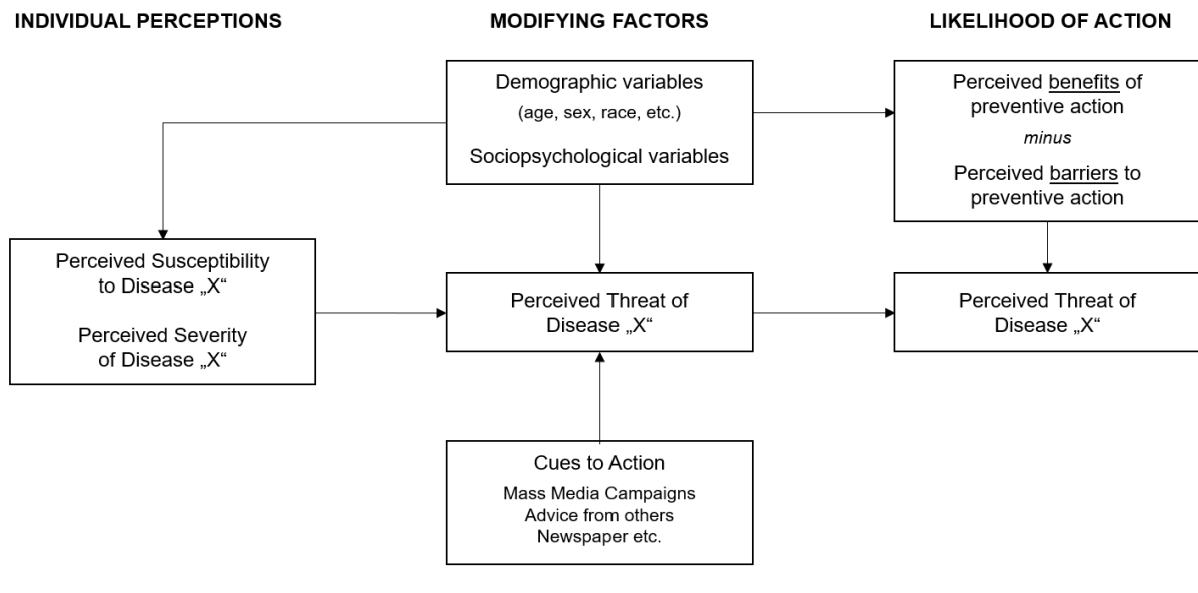 INDIVIDUAL PERCEPTIONS
MODIFYING FACTORS
LIKELIHOOD OF ACTION
Demographic variables
(age, sex, race, etc.)
Sociopsychological variables
Perceived benefits of
preventive action
minus
Perceived barriers to
preventive action
Perceived Susceptibility
to Disease „X“
Perceived Severity
of Disease „X“
Perceived Threat of
Disease „X“
Perceived Threat of
Disease „X“
Cues to Action
Mass Media Campaigns
Advice from others
Newspaper etc.